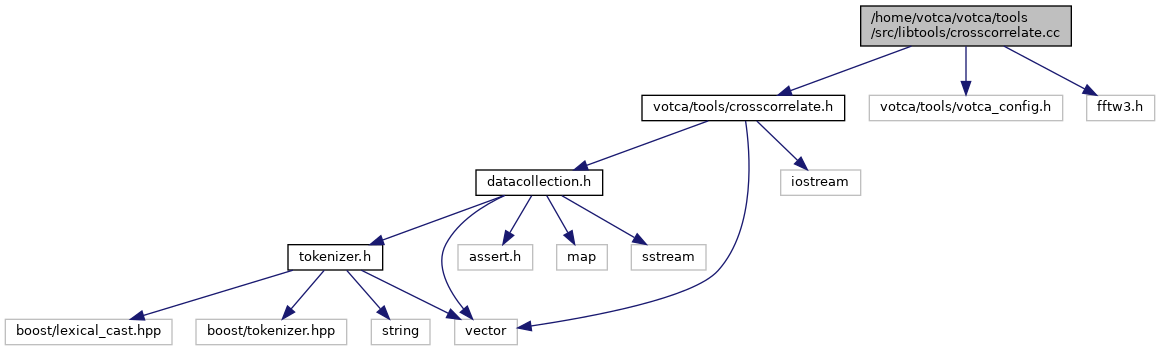 /home/votca/votca/tools
/src/libtools/crosscorrelate.cc
votca/tools/crosscorrelate.h
votca/tools/votca_config.h
fftw3.h
datacollection.h
iostream
tokenizer.h
assert.h
map
sstream
boost/lexical_cast.hpp
boost/tokenizer.hpp
string
vector